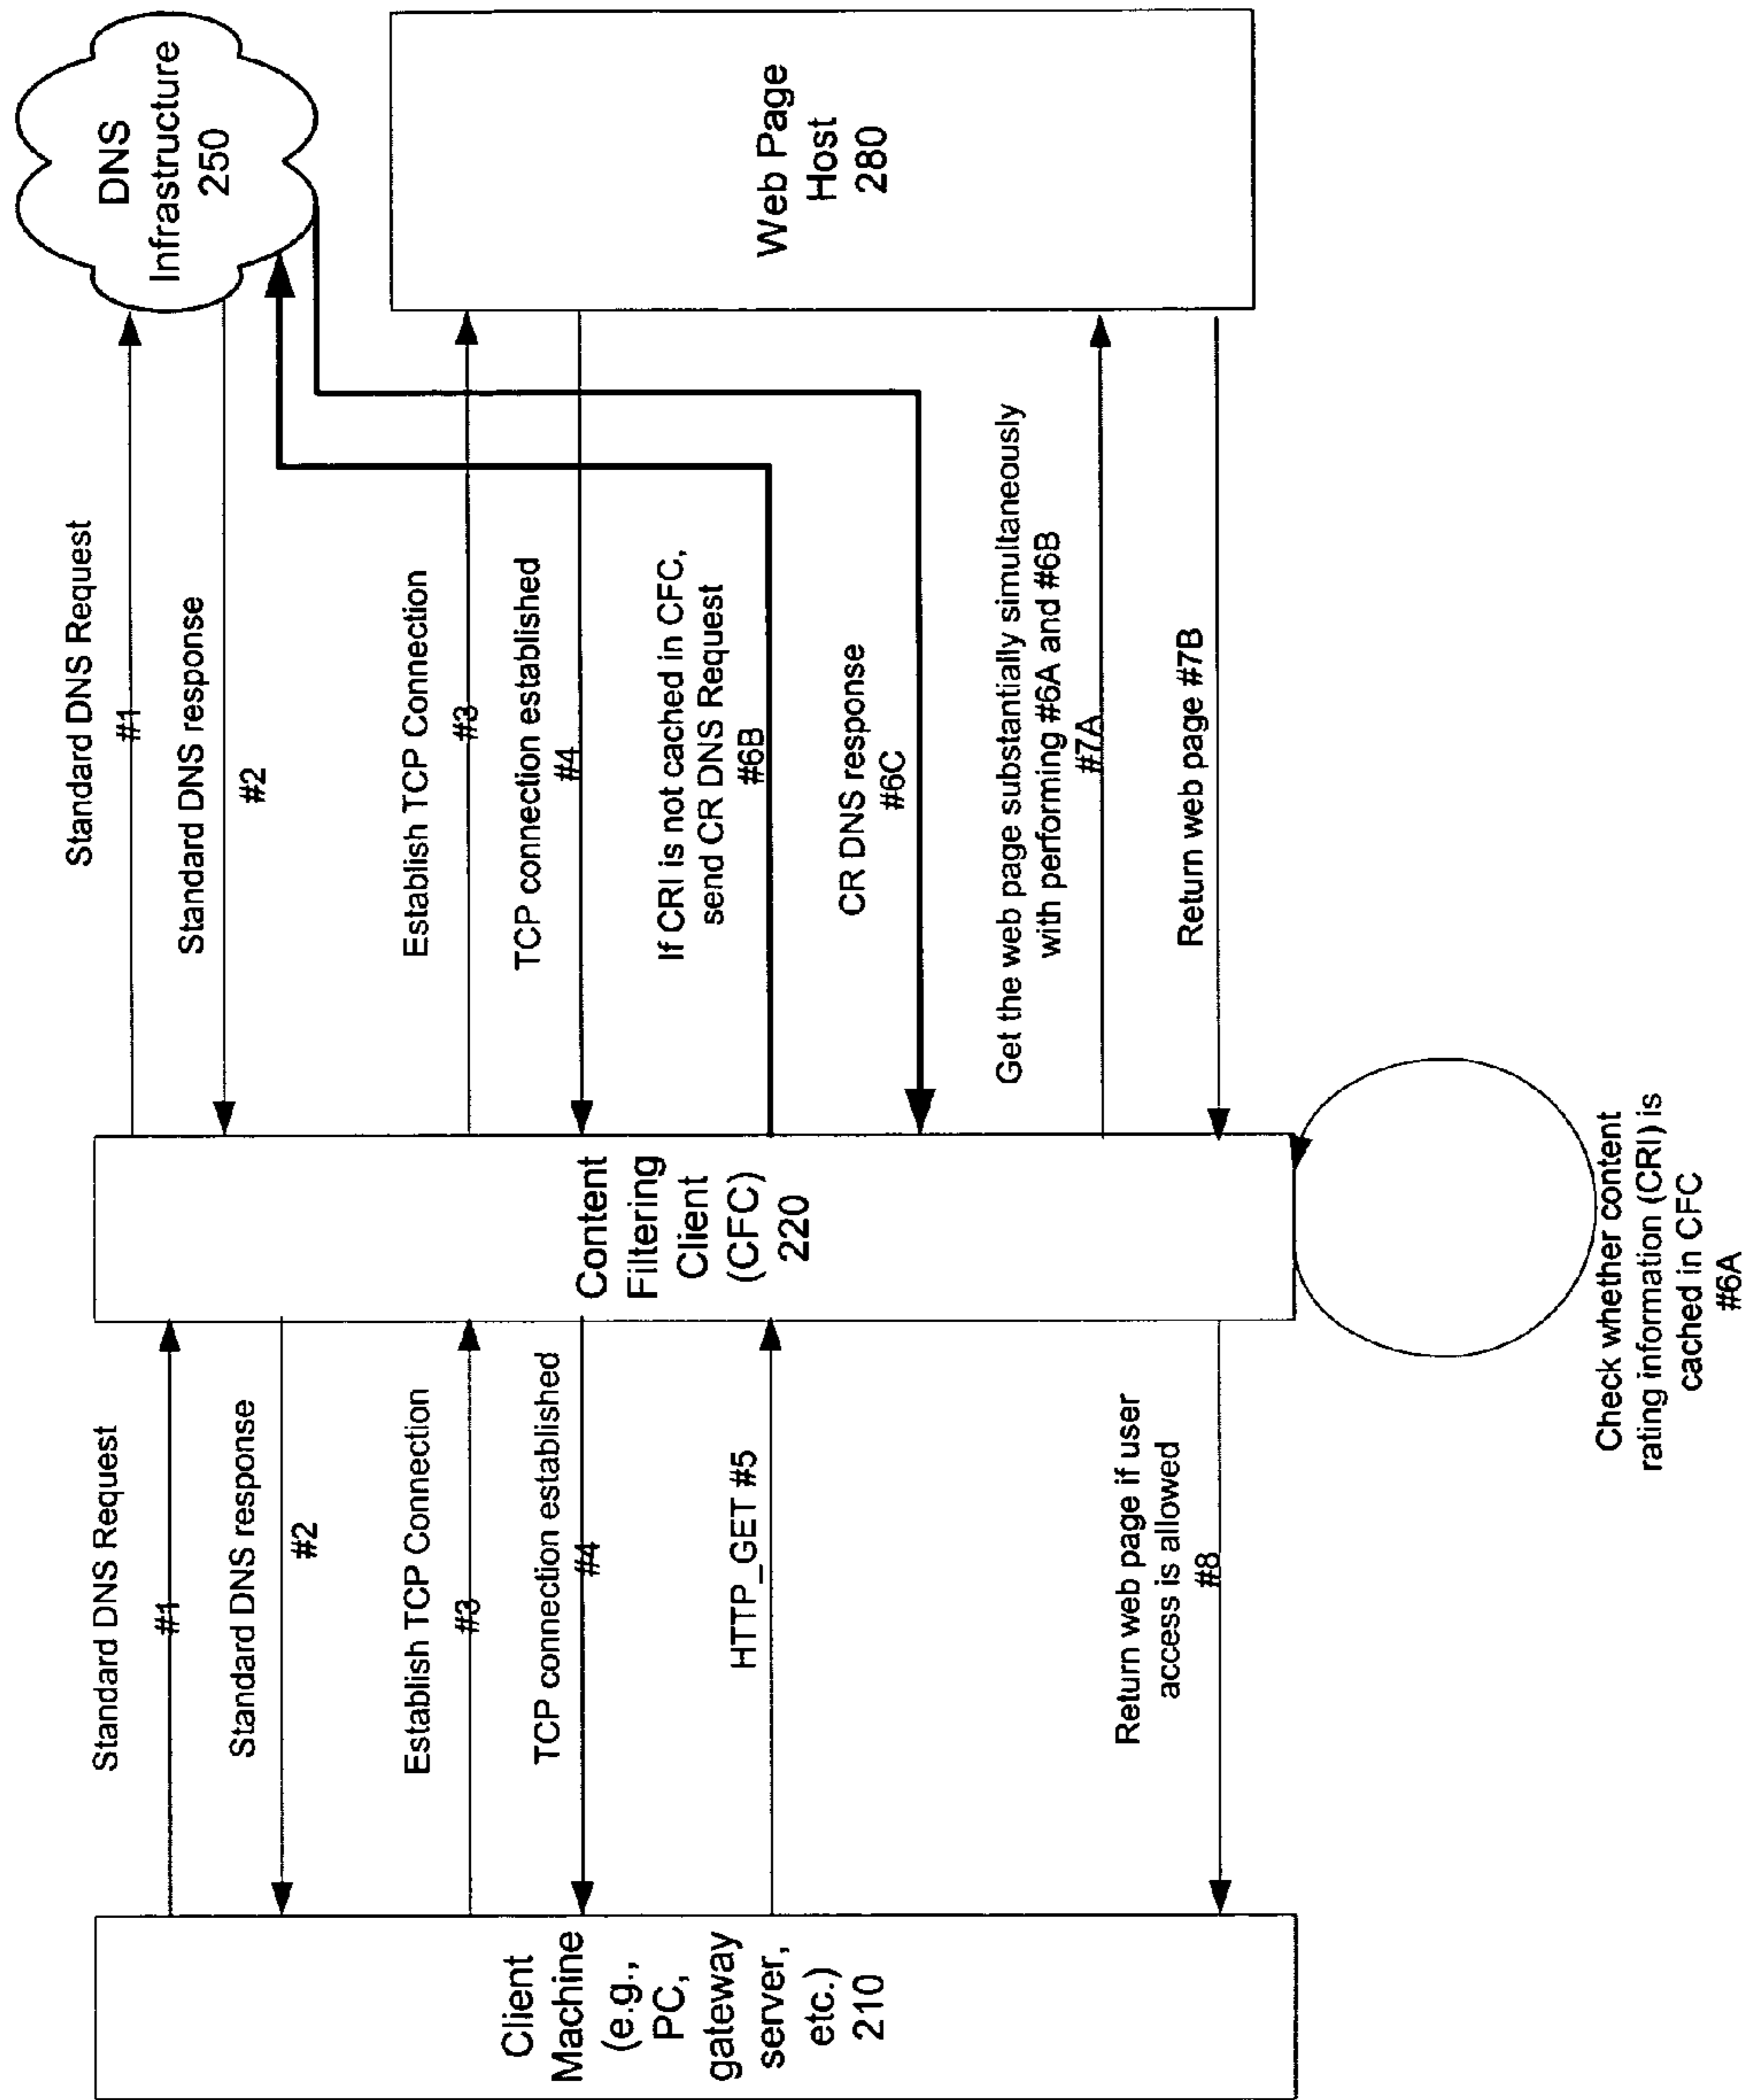 Client
Machine
(e.g.,
PC,
gateway
server,
etc.)
210
Standard DNS Request
#1
Standard DNS response
#2
Establish TCP Connection
#3
TCP connection established
#4
HTTP_GET #5
Return web page if user
access is allowed
#8
Content
Filtering
Client
(CFC)
220
Check whether content
rating information (CRI) is
cached in CFC
#6A
Standard DNS Request
#1
Standard DNS response
#2
Establish TCP Connection
#3
TCP connection established
#4
If CRI is not cached in CFC,
send CR DNS Request
#6B
CR DNS response
#6C
Get the web page substantially simultaneously
with performing #6A and #6B
#7A
Return web page #7B
DNS
Infrastructure
250
Web Page
Host
280